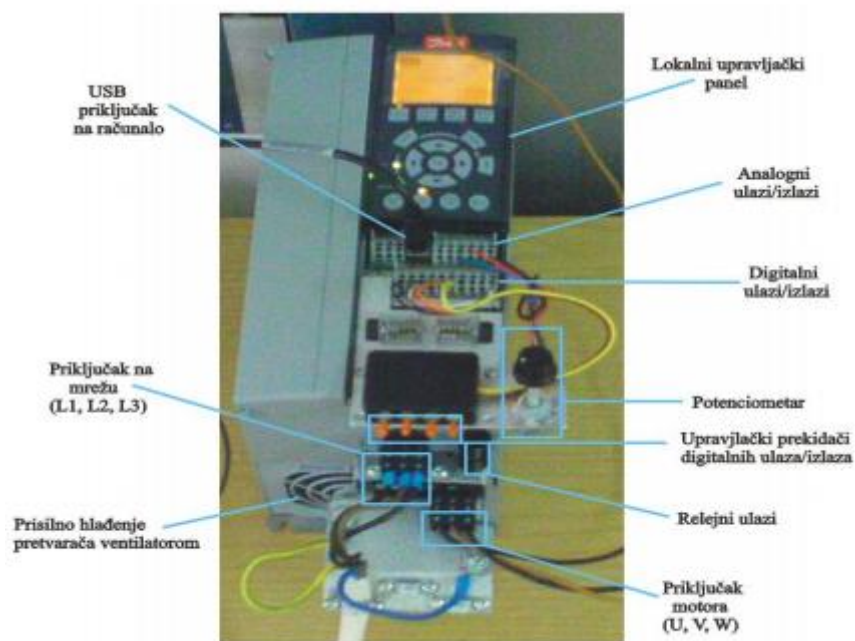 USB
priključak
na računalo
Lokalni upravljački
panel
Analogni
ulazi/izlazi
Digitalni
ulazi/izlazi
Priključak na
mrežu
(L1, L2, L3)
Potenciometar
Upravjlački prekidači
digitalnih ulaza/izlaza
Prisilno hlađenje
pretvarača ventilatorom
Relejni ulazi
Priključak
motora
(U, V, W)